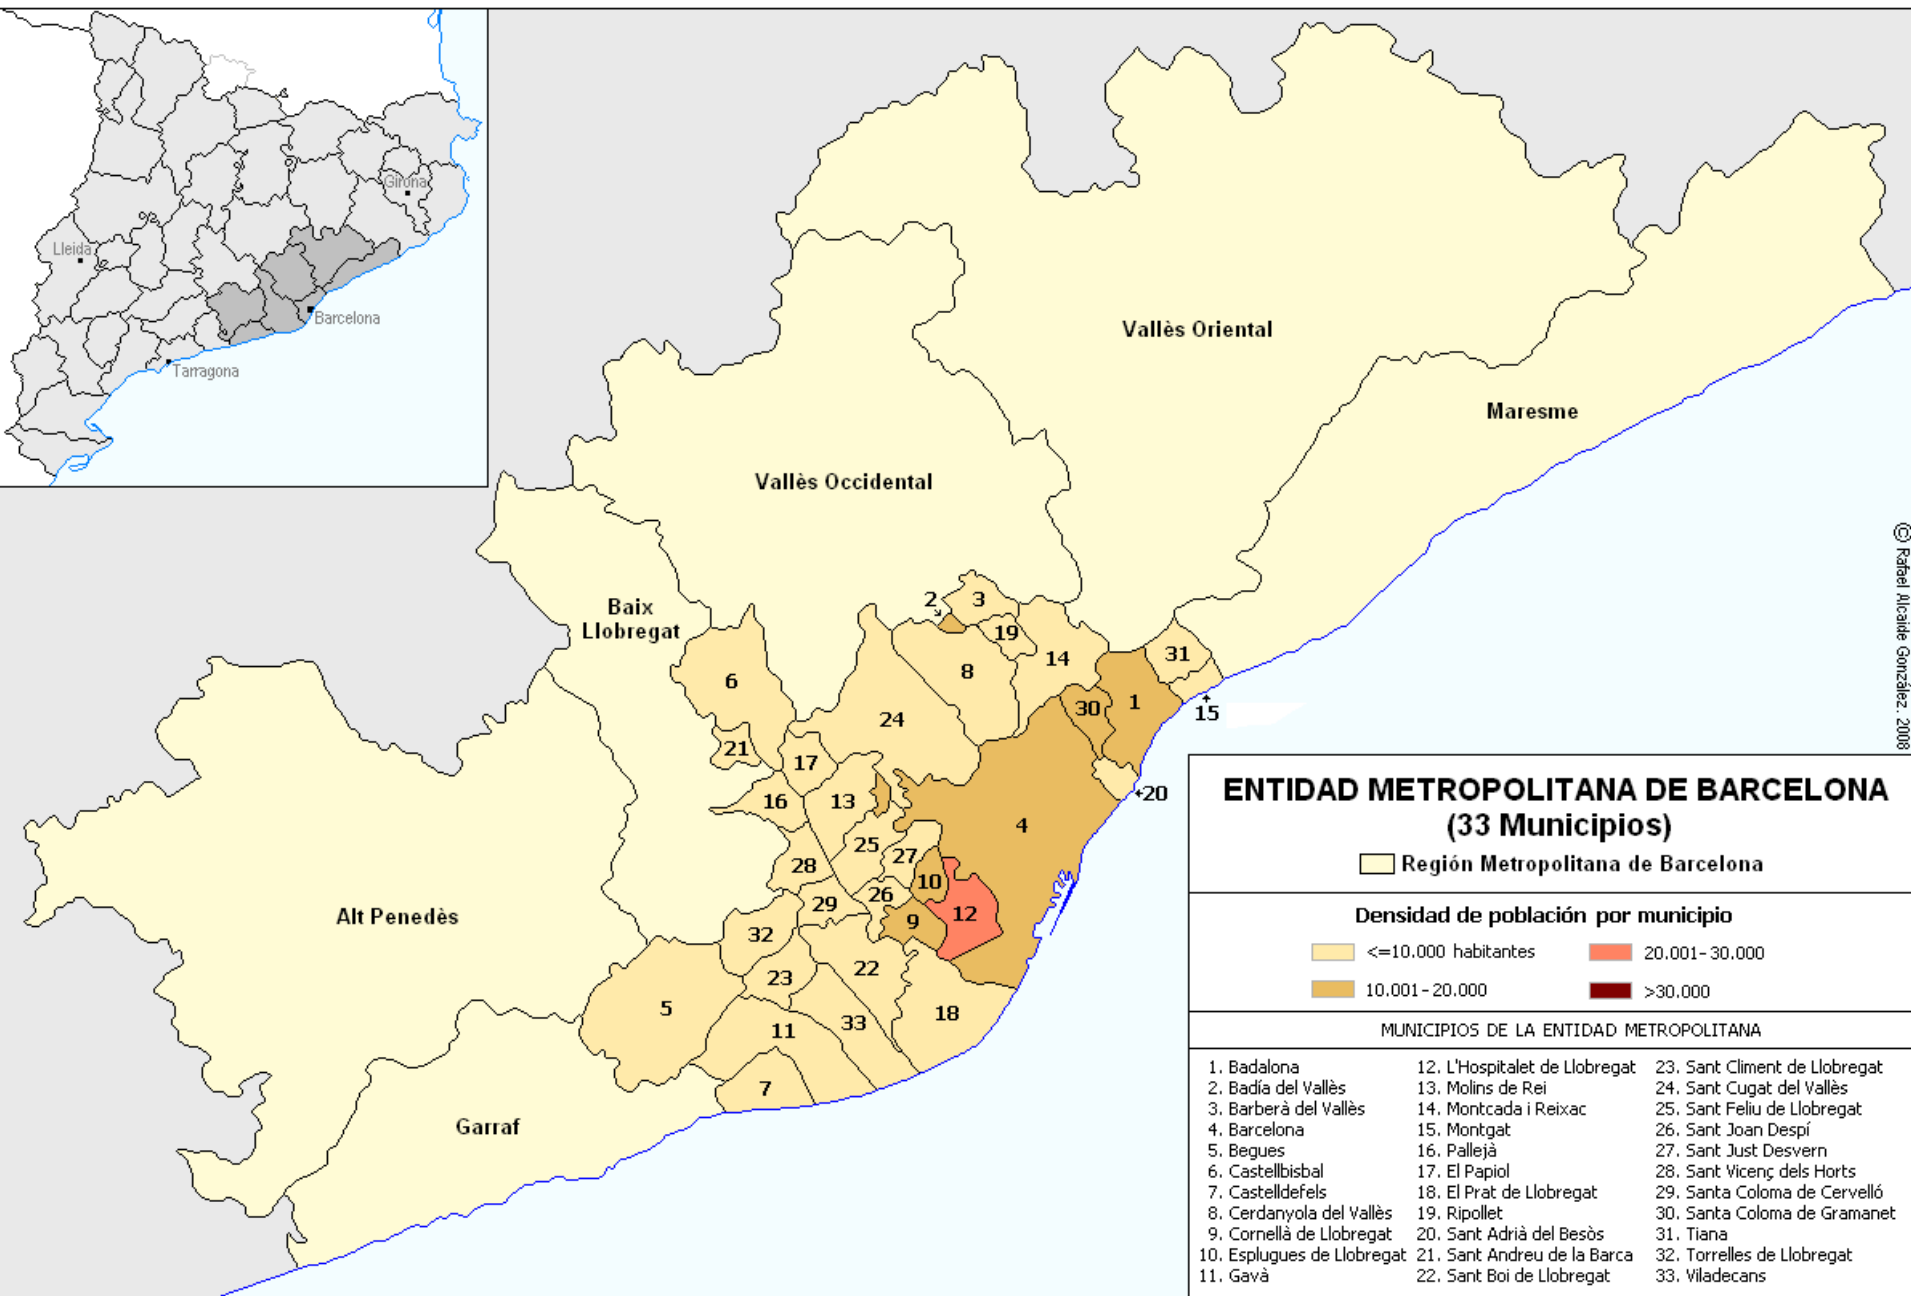 Girona
Lleida
Barcelona
Tarragona
Vallès Oriental
Maresme
Vallès Occidental
Baix
Llobregat
Alt Penedès
Garraf
2
3
19
14
31
8
6
1
30
15
24
21
17
16
13
20
4
25
27
28
10
26
29
12
9
32
22
23
5
18
33
11
7
© Rafael Alcaide González. 2008
ENTIDAD METROPOLITANA DE BARCELONA
(33 Municipios)
Región Metropolitana de Barcelona
Densidad de población por municipio
<=10.000 habitantes
20.001-30.000
10.001-20.000
>30.000
MUNICIPIOS DE LA ENTIDAD METROPOLITANA
1. Badalona
2. Badía del Vallès
3. Barberà del Vallès
4. Barcelona
5. Begues
6. Castellbisbal
7. Castelldefels
8. Cerdanyola del Vallès
9. Cornellà de Llobregat
10. Esplugues de Llobregat
11. Gavà
12. L'Hospitalet de Llobregat
13. Molins de Rei
14. Montcada i Reixac
15. Montgat
16. Pallejà
17. El Papiol
18. El Prat de Llobregat
19. Ripollet
20. Sant Adrià del Besòs
21. Sant Andreu de la Barca
22. Sant Boi de Llobregat
23. Sant Climent de Llobregat
24. Sant Cugat del Vallès
25. Sant Feliu de Llobregat
26. Sant Joan Despí
27. Sant Just Desvern
28. Sant Vicenç dels Horts
29. Santa Coloma de Cervelló
30. Santa Coloma de Gramanet
31. Tiana
32. Torrelles de Llobregat
33. Viladecans